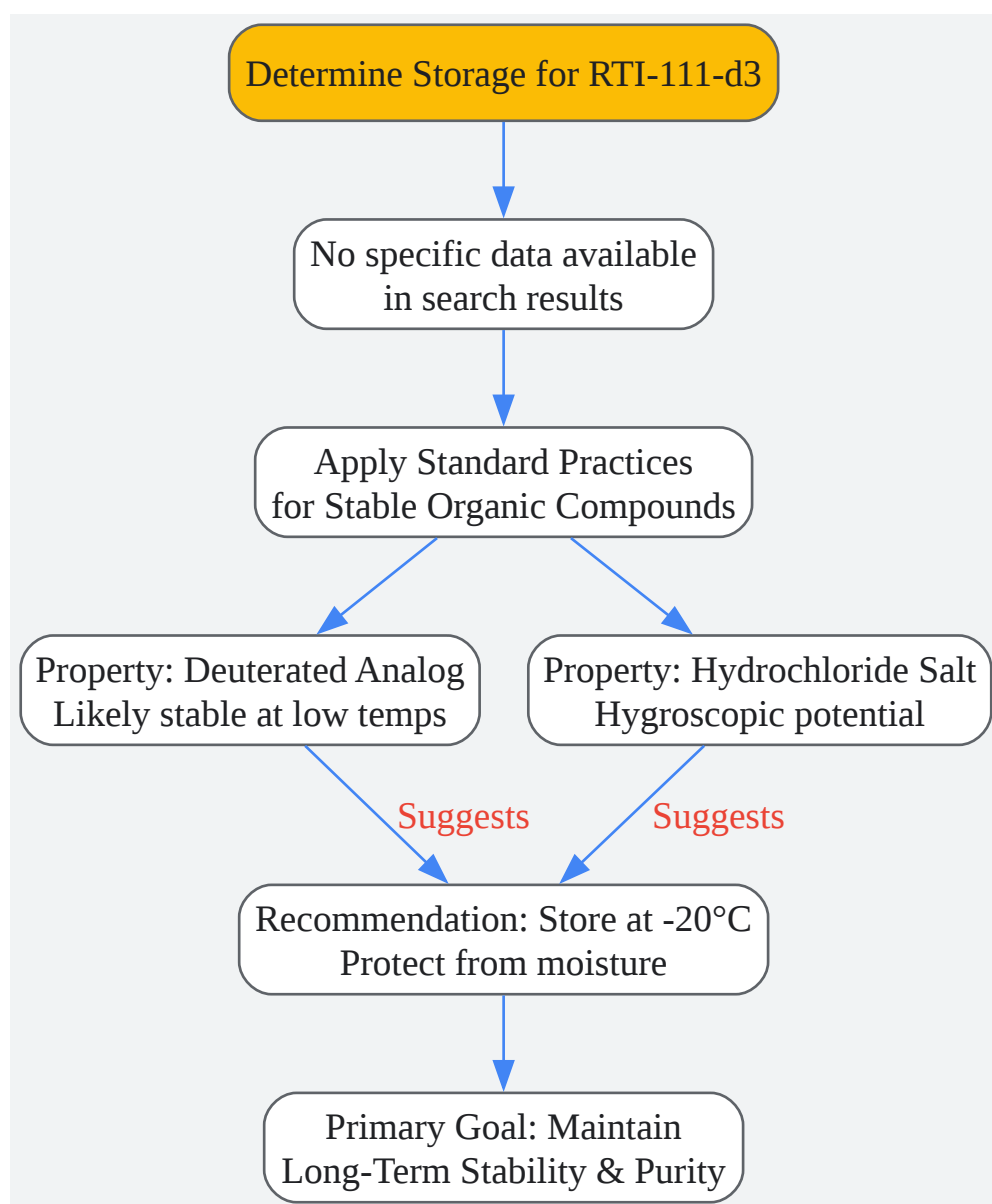 Determine Storage for RTI-111-d3
No specific data available
in search results
Apply Standard Practices
for Stable Organic Compounds
Property: Deuterated Analog
Likely stable at low temps
Property: Hydrochloride Salt
Hygroscopic potential
Suggests
Suggests
Recommendation: Store at -20°C
Protect from moisture
Primary Goal: Maintain
Long-Term Stability & Purity